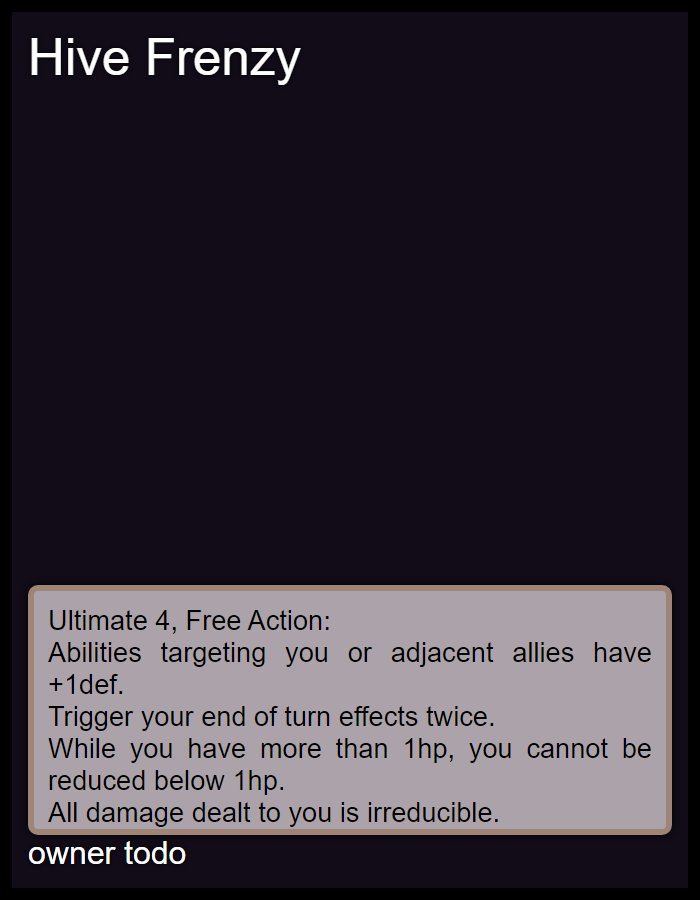 Hive Frenzy
Ultimate 4, Free Action:
Abilities targeting you or adjacent allies have
+1def.
Trigger your end of turn effects twice.
While you have more than 1hp, you cannot be
reduced below 1hp.
All damage dealt to you is irreducible.
owner todo